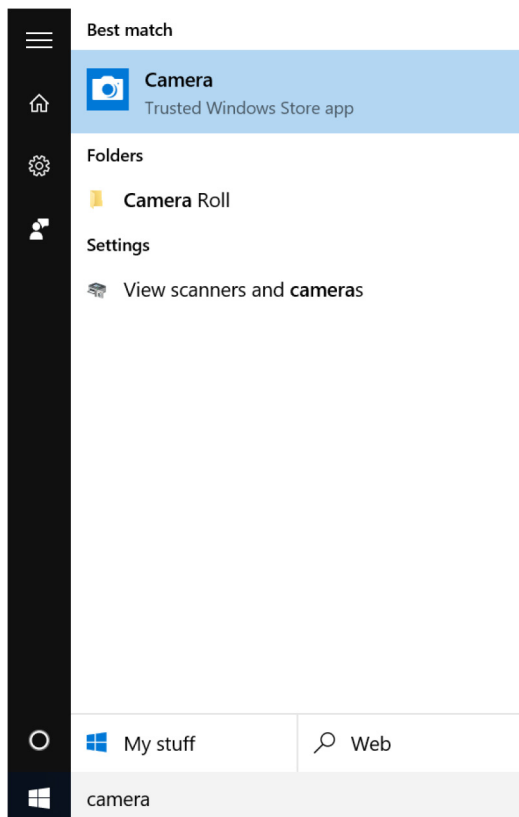 Best match
Camera
Trusted Windows Store app
Folders
Camera Roll
Settings
View scanners and cameras
My stuff
Web
camera